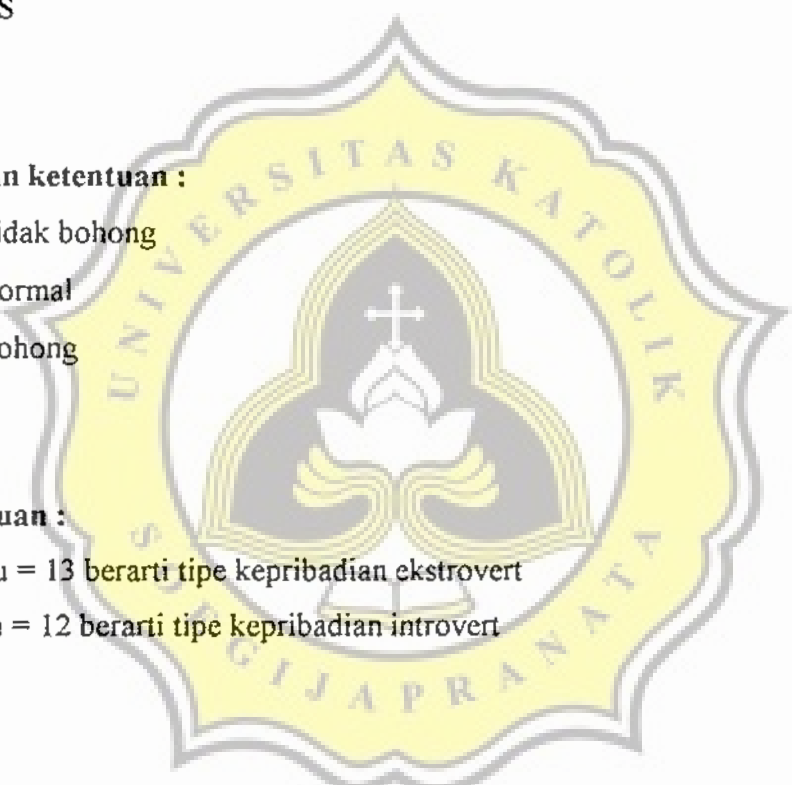 S
n ketentuan :
idak bohong
ormal
ohong
uan :
= 13 berarti tipe kepribadian ekstrovert
= 12 berarti tipe kepribadian introvert
UNIVERSITAS KATOLIK
SOEGIJAPRANATA